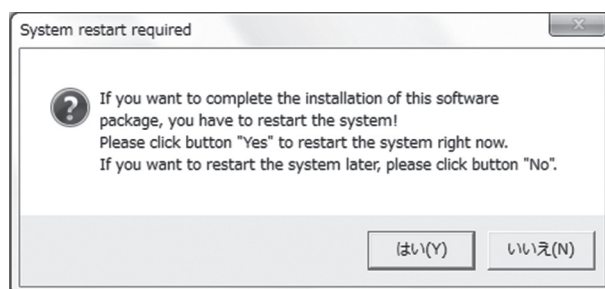 System restart required
If you want to complete the installation of this software
package, you have to restart the system!
Please click button "Yes" to restart the system right now.
If you want to restart the system later, please click button "No".
はい(Y)
いいえ(N)